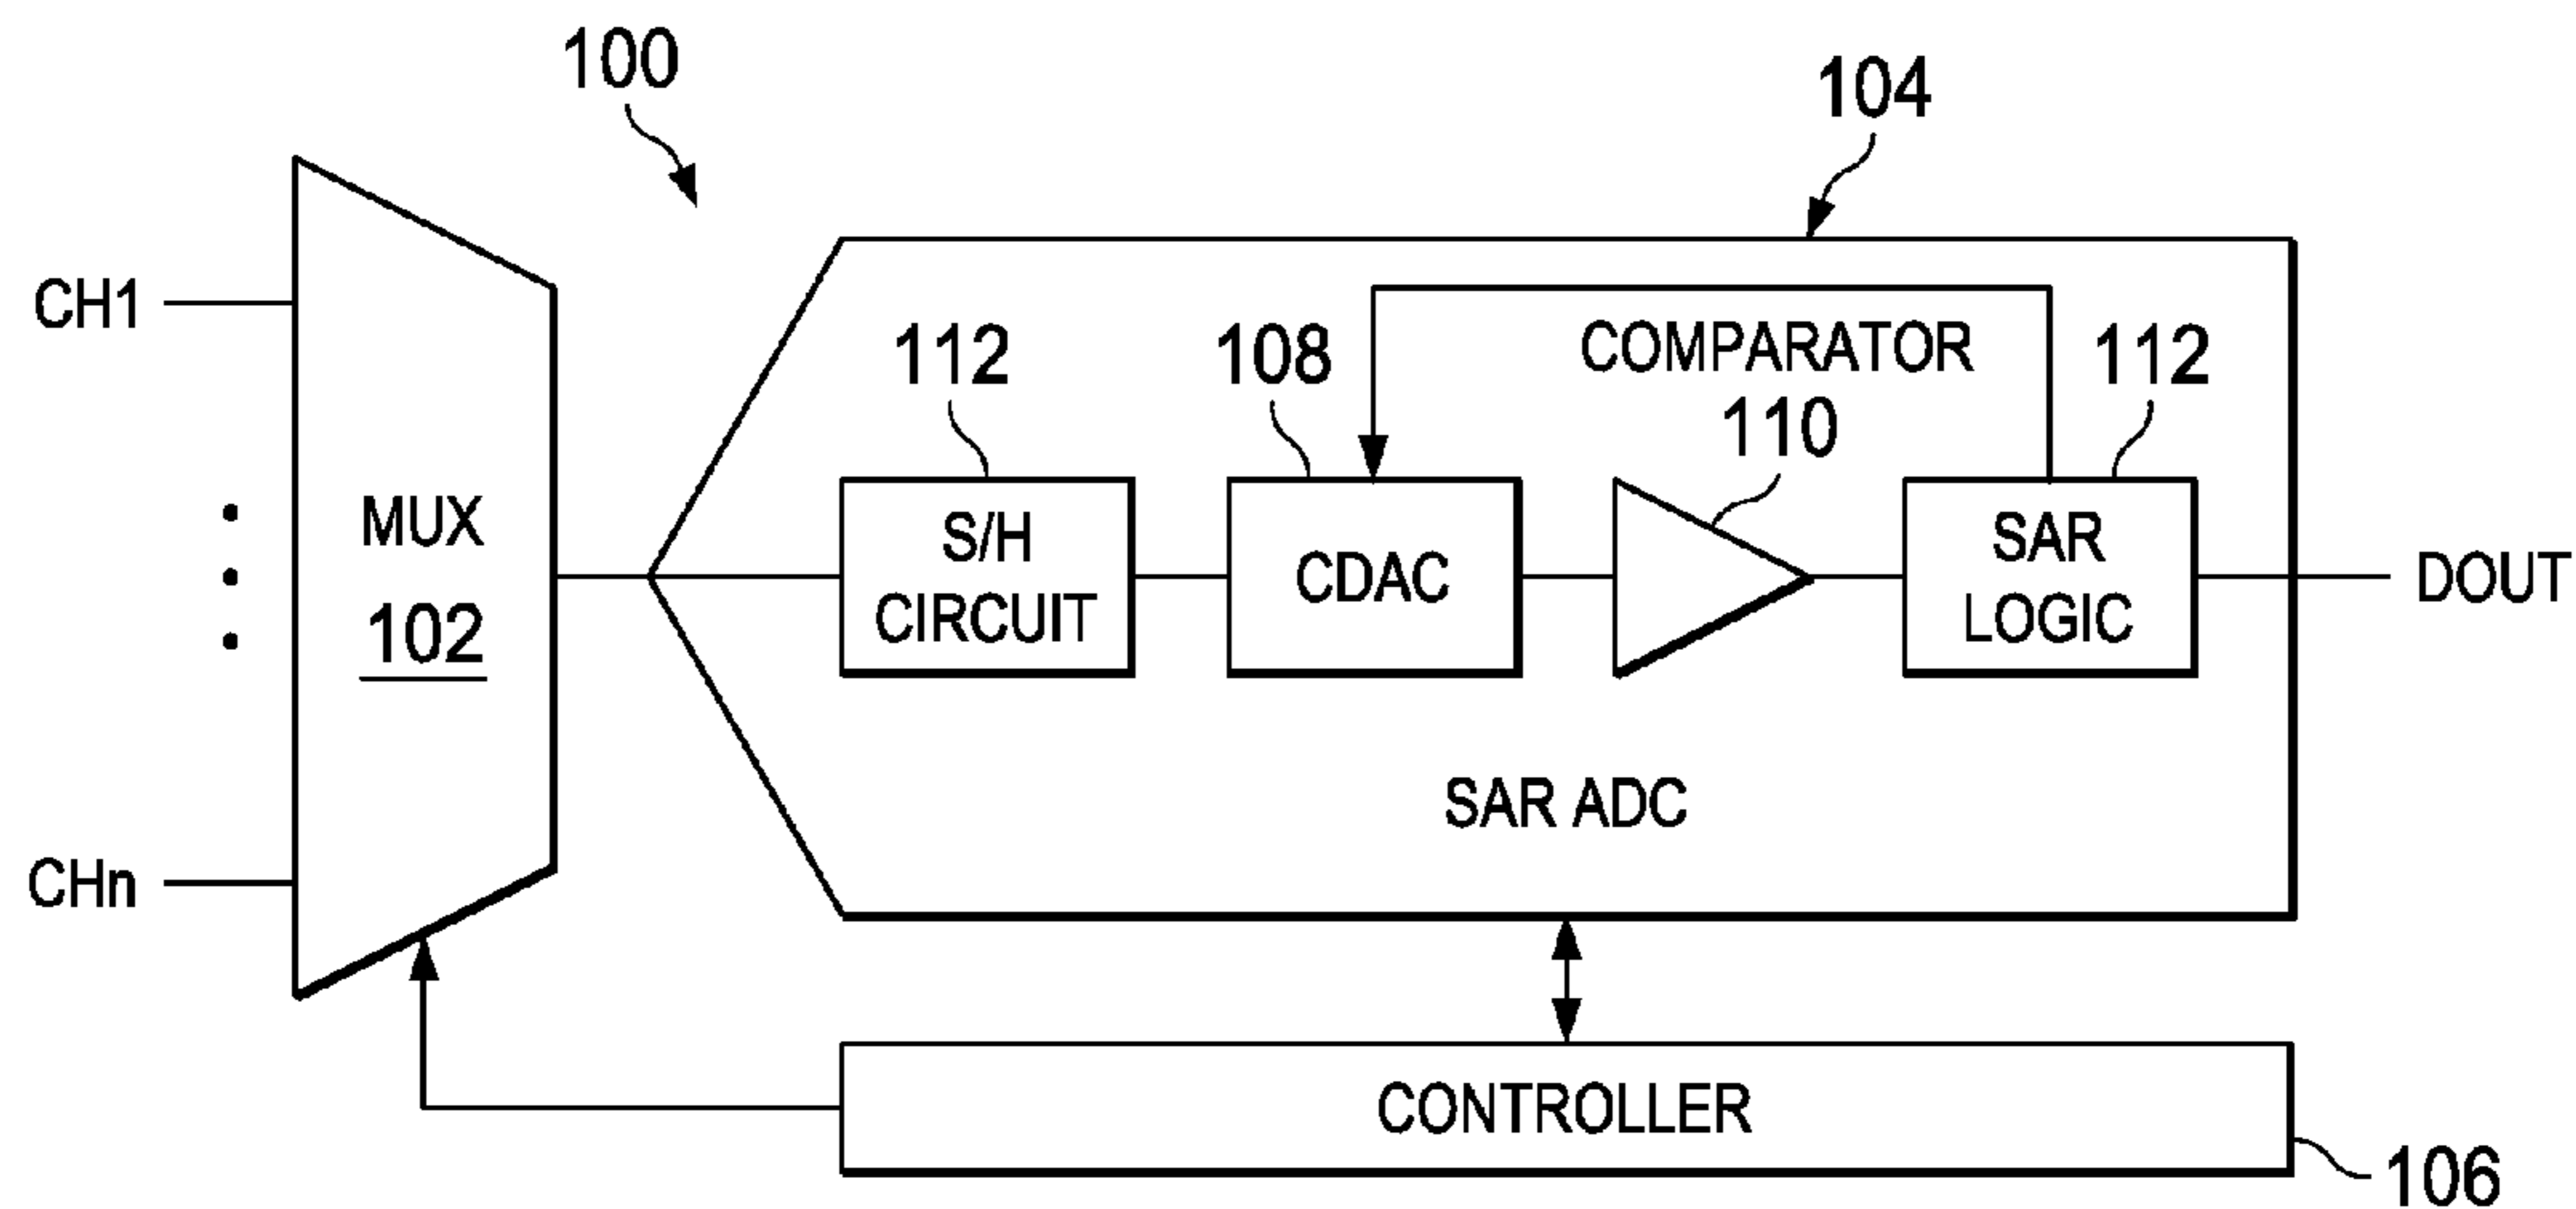 100
104
CH1
112
108
COMPARATOR
112
110
MUX
102
S/H
CIRCUIT
CDAC
SAR
LOGIC
DOUT
SAR ADC
CHn
CONTROLLER
106